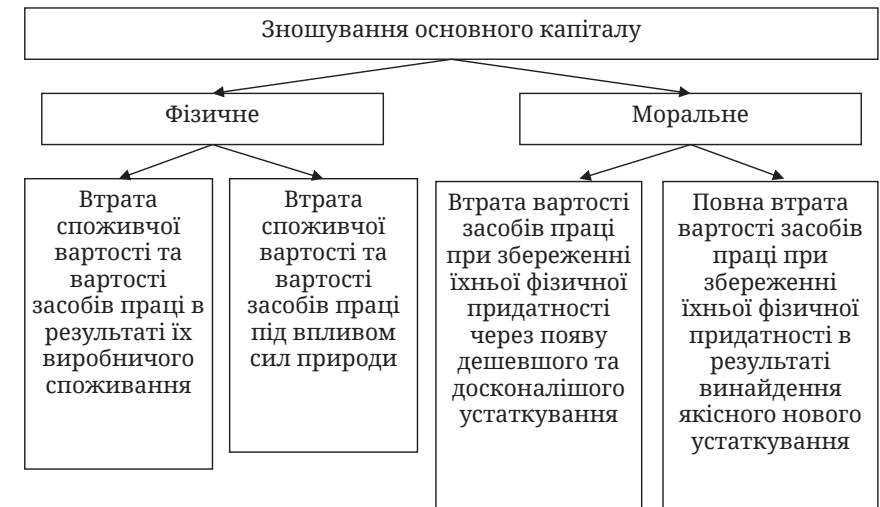 Зношування основного капіталу
Фізичне
Моральне
Втрата
споживчої
вартості та
вартості
засобів праці в
результаті їх
виробничого
споживання
Втрата
споживчої
вартості та
вартості
засобів праці
під впливом
сил природи
Втрата вартості
засобів праці
при збереженні
їхньої фізичної
придатності
через появу
дешевшого та
досконалішого
устаткування
Повна втрата
вартості засобів
праці при
збереженні
їхньої фізичної
придатності в
результаті
винайдення
якісного нового
устаткування